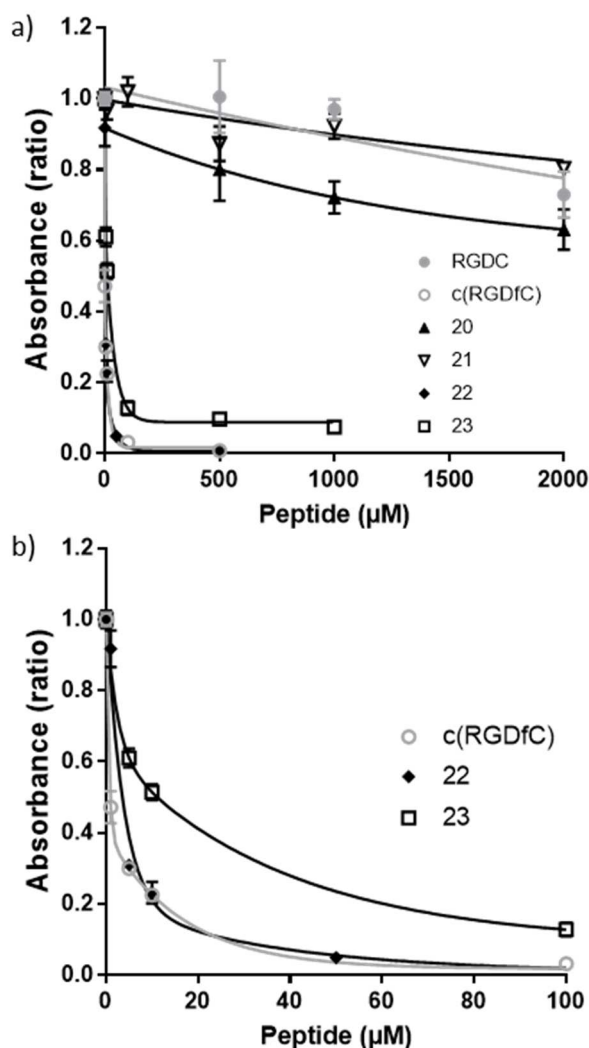 a)
1.2
1.0
0.8
0.6
0.4
0.2
0.0
Absorbance (ratio)
RGDC
c(RGDfC)
20
21
22
23
0 500 1000 1500 2000
Peptide (µM)
b)
1.2
1.0
0.8
0.6
0.4
0.2
0.0
Absorbance (ratio)
c(RGDfC)
22
23
0 20 40 60 80 100
Peptide (µM)